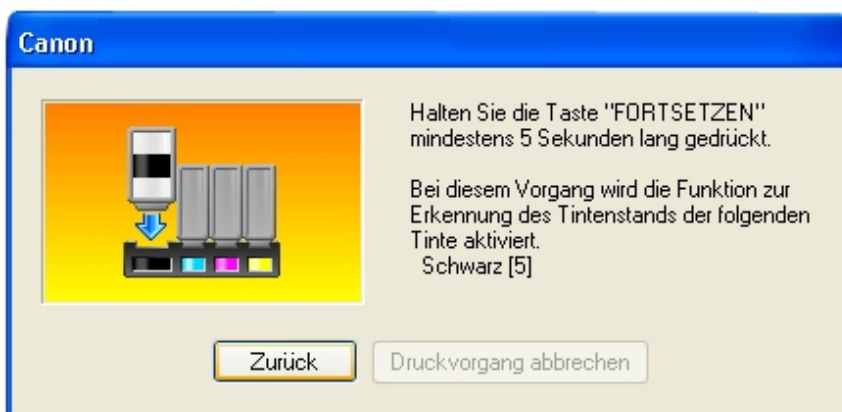 Canon
Halten Sie die Taste "FORTSETZEN"
mindestens 5 Sekunden lang gedrückt.
Bei diesem Vorgang wird die Funktion zur
Erkennung des Tintenstands der folgenden
Tinte aktiviert.
Schwarz [5]
Zurück
Druckvorgang abbrechen